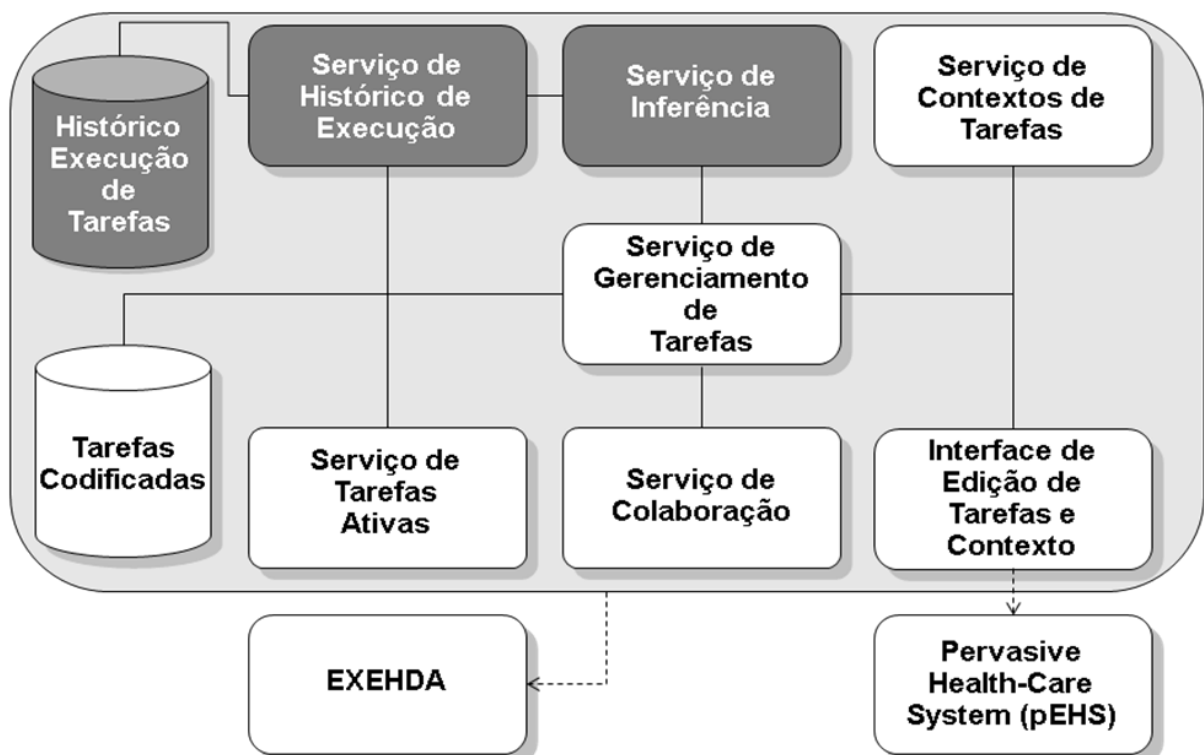 Histórico
Execução
de
Tarefas
Serviço de
Histórico de
Execução
Serviço de
Inferência
Serviço de
Contextos de
Tarefas
Serviço de
Gerenciamento
de
Tarefas
Tarefas
Codificadas
Serviço de
Tarefas
Ativas
Serviço de
Colaboração
Interface de
Edição de
Tarefas e
Contexto
EXEHDA
Pervasive
Health-Care
System (pEHS)